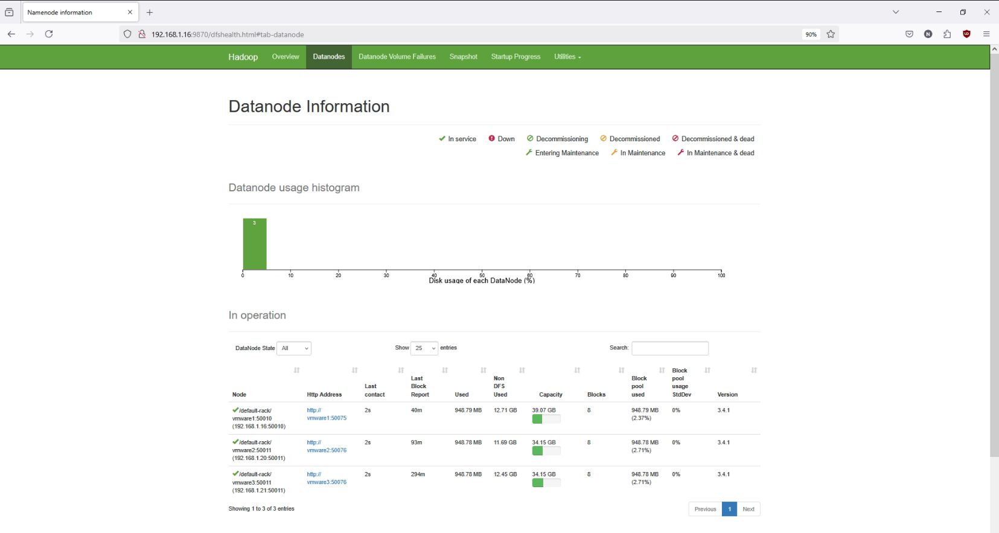 Namenode information
192.168.1.16:9870/dfshealth.html#tab-datanode
90%
N
Hadoop Overview Datanodes Datanode Volume Failures Snapshot Startup Progress Utilities
Datanode Information
In service Down Decommissioning Decommissioned Decommissioned & dead
Entering Maintenance In Maintenance In Maintenance & dead
Datanode usage histogram
3
0 10 20 30 40 50 60 70 80 90 100
Disk usage of each DataNode (%)
In operation
DataNode State All Show 25 entries Search:
Node Http Address Last contact Last Block Report Used Non DFS Used Capacity Blocks Block pool used Block pool usage StdDev Version
/default-rack/ http:// 2s 40m 948.79 MB 12.71 GB 39.07 GB 8 948.79 MB 0% 3.4.1
vmware1:50010 vmware1:50075 (2.37%)
(192.168.1.16:50010)
/default-rack/ http:// 2s 93m 948.78 MB 11.69 GB 34.15 GB 8 948.78 MB 0% 3.4.1
vmware2:50011 vmware2:50076 (2.71%)
(192.168.1.20:50011)
/default-rack/ http:// 2s 294m 948.78 MB 12.45 GB 34.15 GB 8 948.78 MB 0% 3.4.1
vmware3:50011 vmware3:50076 (2.71%)
(192.168.1.21:50011)
Showing 1 to 3 of 3 entries Previous 1 Next